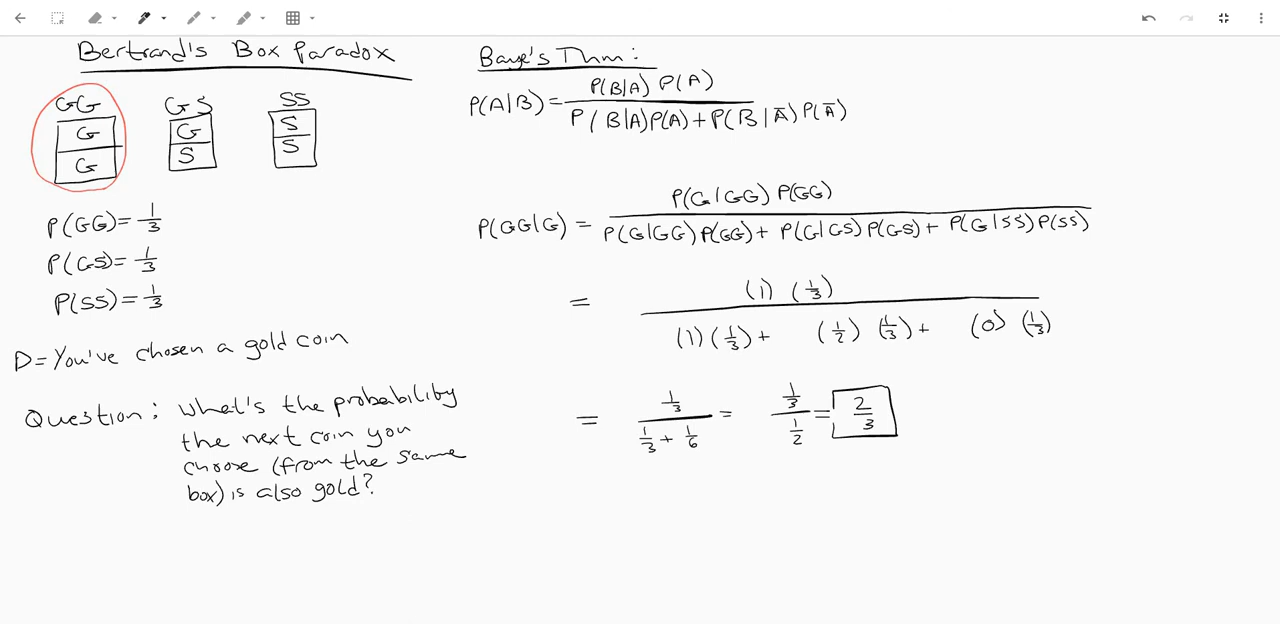 Bertrand's Box Paradox
GG GS SS
G G S
G S S
P(GG)= 1/3
P(GS)= 1/3
P(SS)= 1/3
D=You've chosen a gold coin
Question: What's the probability
the next coin you
choose (from the same
box) is also gold?
Baye's Thm:
P(A|B)= P(B|A) P(A) / P(B|A)P(A)+P(B|Ā)P(Ā)
P(GG|G) = P(G|GG) P(GG) / P(G|GG) P(GG)+ P(G|GS) P(GS)+ P(G|SS) P(SS)
= (1) (1/3) / (1)(1/3)+ (1/2)(1/3)+ (0)(1/3)
= 1/3 / 1/3 + 1/6 = 1/3 / 1/2 = 2/3